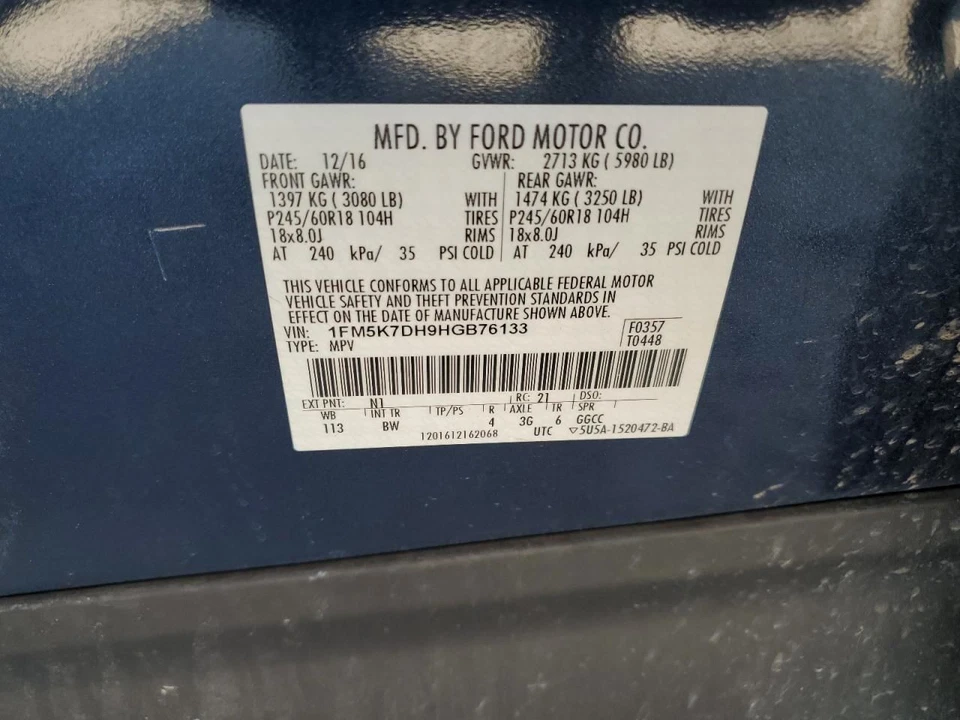 MFD. BY FORD MOTOR CO.
DATE: 12/16 GVWR: 2713 KG ( 5980 LB)
FRONT GAWR: REAR GAWR:
1397 KG ( 3080 LB) WITH 1474 KG ( 3250 LB) WITH
P245/60R18 104H TIRES P245/60R18 104H TIRES
18x8.0J RIMS 18x8.0J RIMS
AT 240 kPa/ 35 PSI COLD AT 240 kPa/ 35 PSI COLD
THIS VEHICLE CONFORMS TO ALL APPLICABLE FEDERAL MOTOR
VEHICLE SAFETY AND THEFT PREVENTION STANDARDS IN
EFFECT ON THE DATE OF MANUFACTURE SHOWN ABOVE.
VIN: 1FM5K7DH9HGB76133 F0357
TYPE: MPV T0448
EXT PNT: N1 RC: 21 DSO:
WB INT TR TP/PS R AXLE TR SPR
113 BW 4 3G 6 GGCC
1201612162068 UTC ▽5U5A-1520472-BA